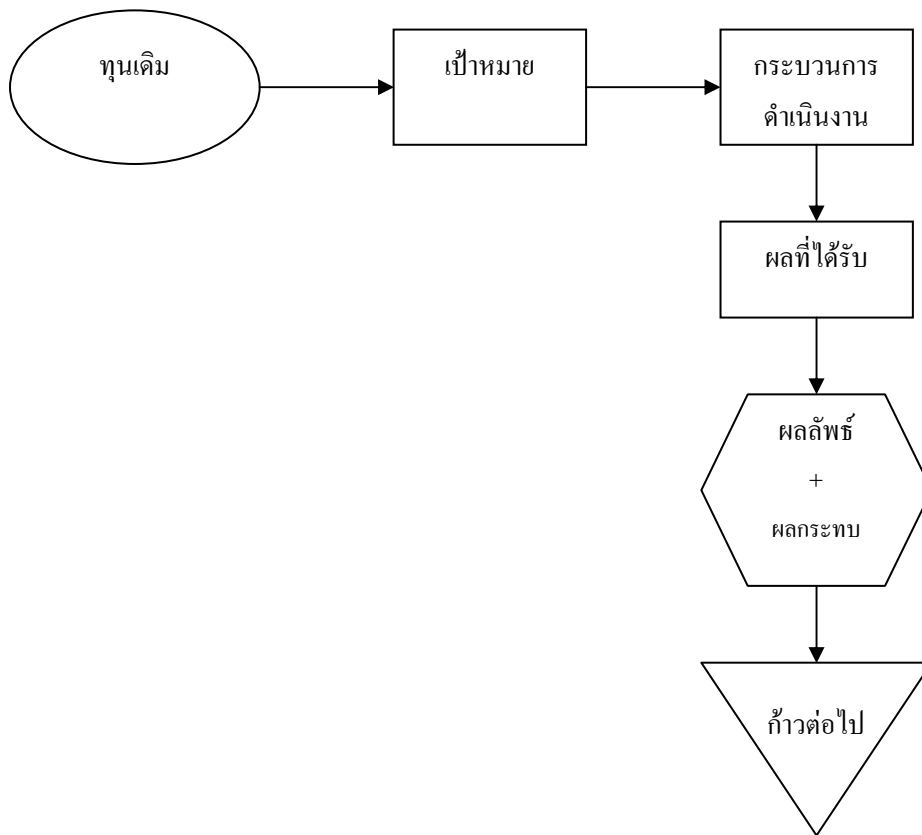 ทุนเดิม
เป้าหมาย
กระบวนการ
ดำเนินงาน
ผลที่ได้รับ
ผลลัพธ์
+
ผลกระทบ
ก้าวต่อไป